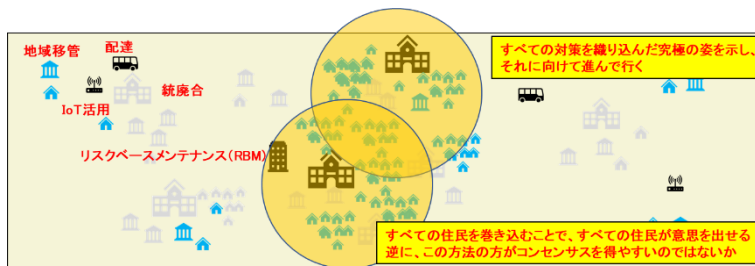 地域移管
配達
すべての対策を織り込んだ究極の姿を示し、
それに向けて進んで行く
IoT活用
統廃合
リスクベースメンテナンス(RBM)
すべての住民を巻き込むことで、すべての住民が意思を出せる
逆に、この方法の方がコンセンサスを得やすいのではないか